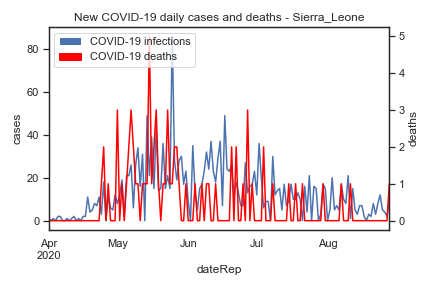 New COVID-19 daily cases and deaths - Sierra_Leone
COVID-19 infections
COVID-19 deaths
80
60
40
20
0
cases
5
4
3
2
1
0
deaths
Apr
2020
May
Jun
Jul
Aug
dateRep